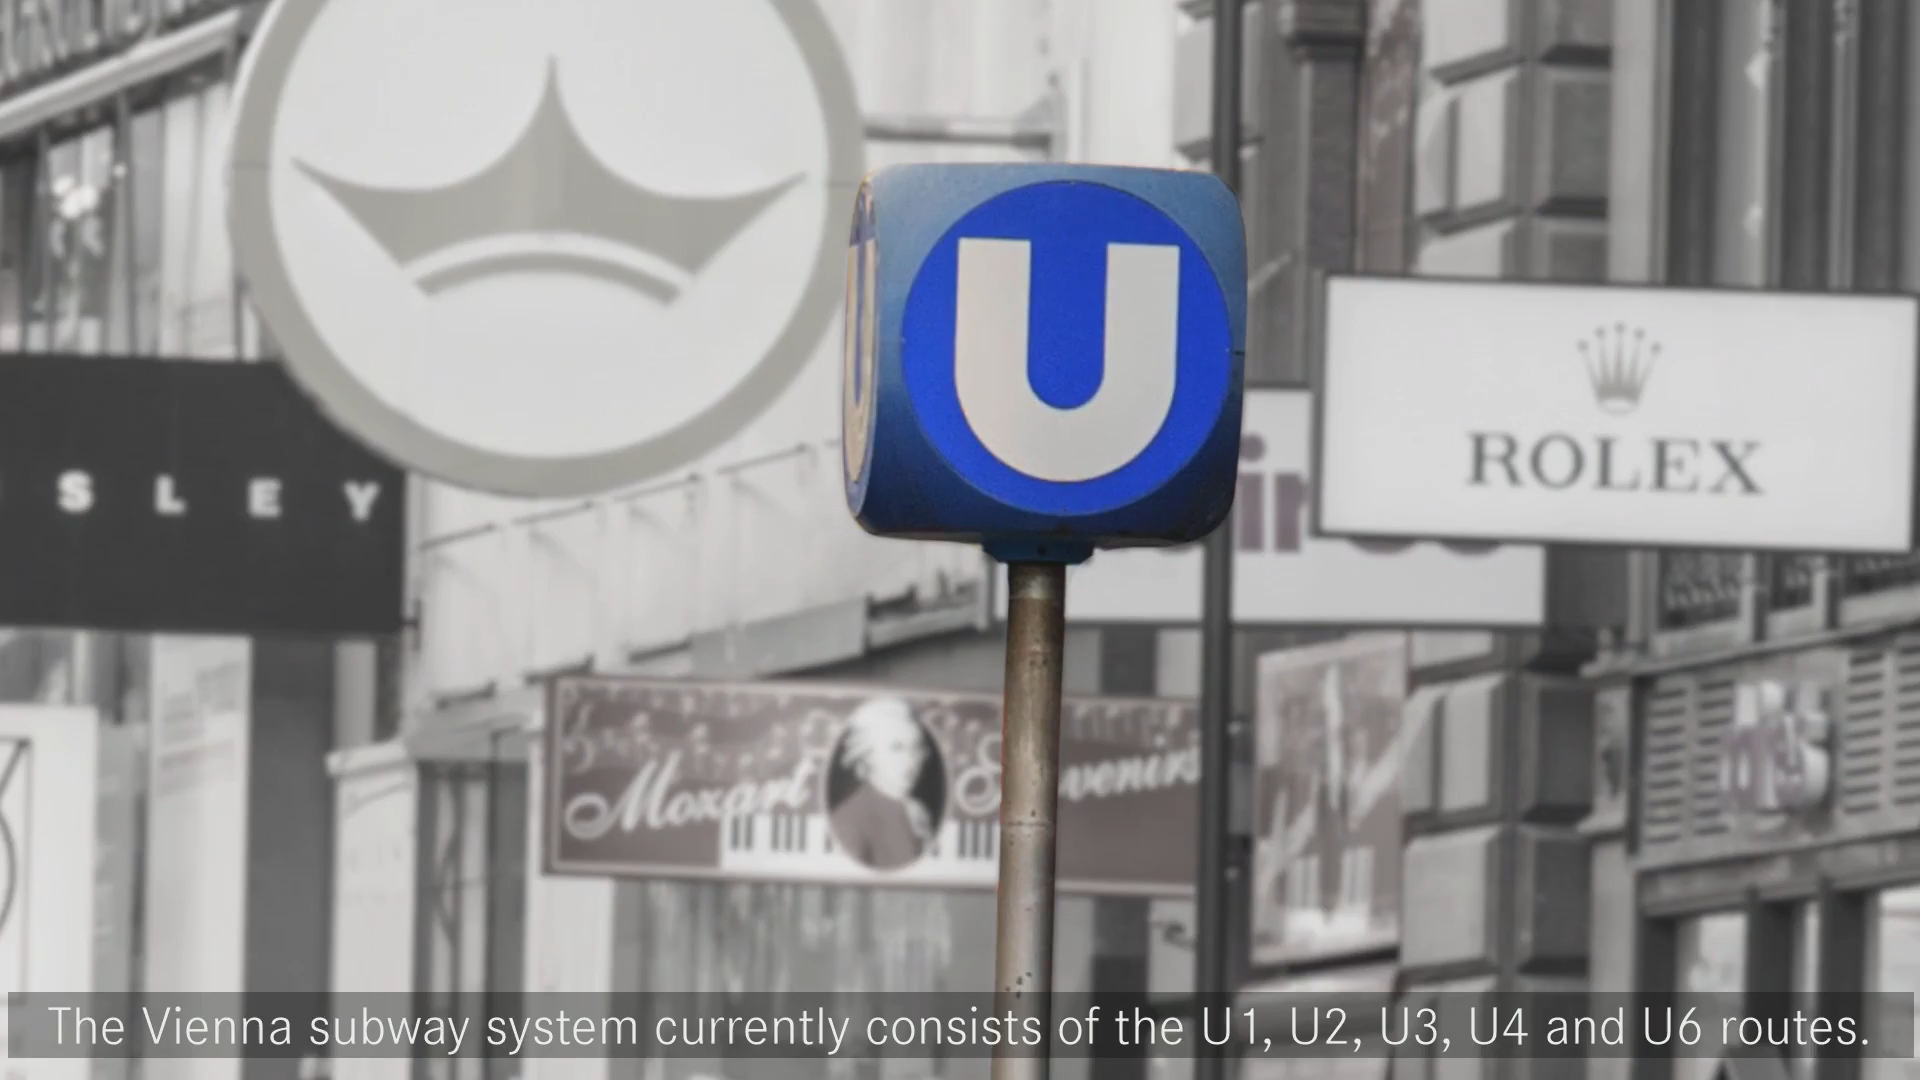 U
U
ROLEX
SLEY
Mozart
The Vienna subway system currently consists of the U1, U2, U3, U4 and U6 routes.